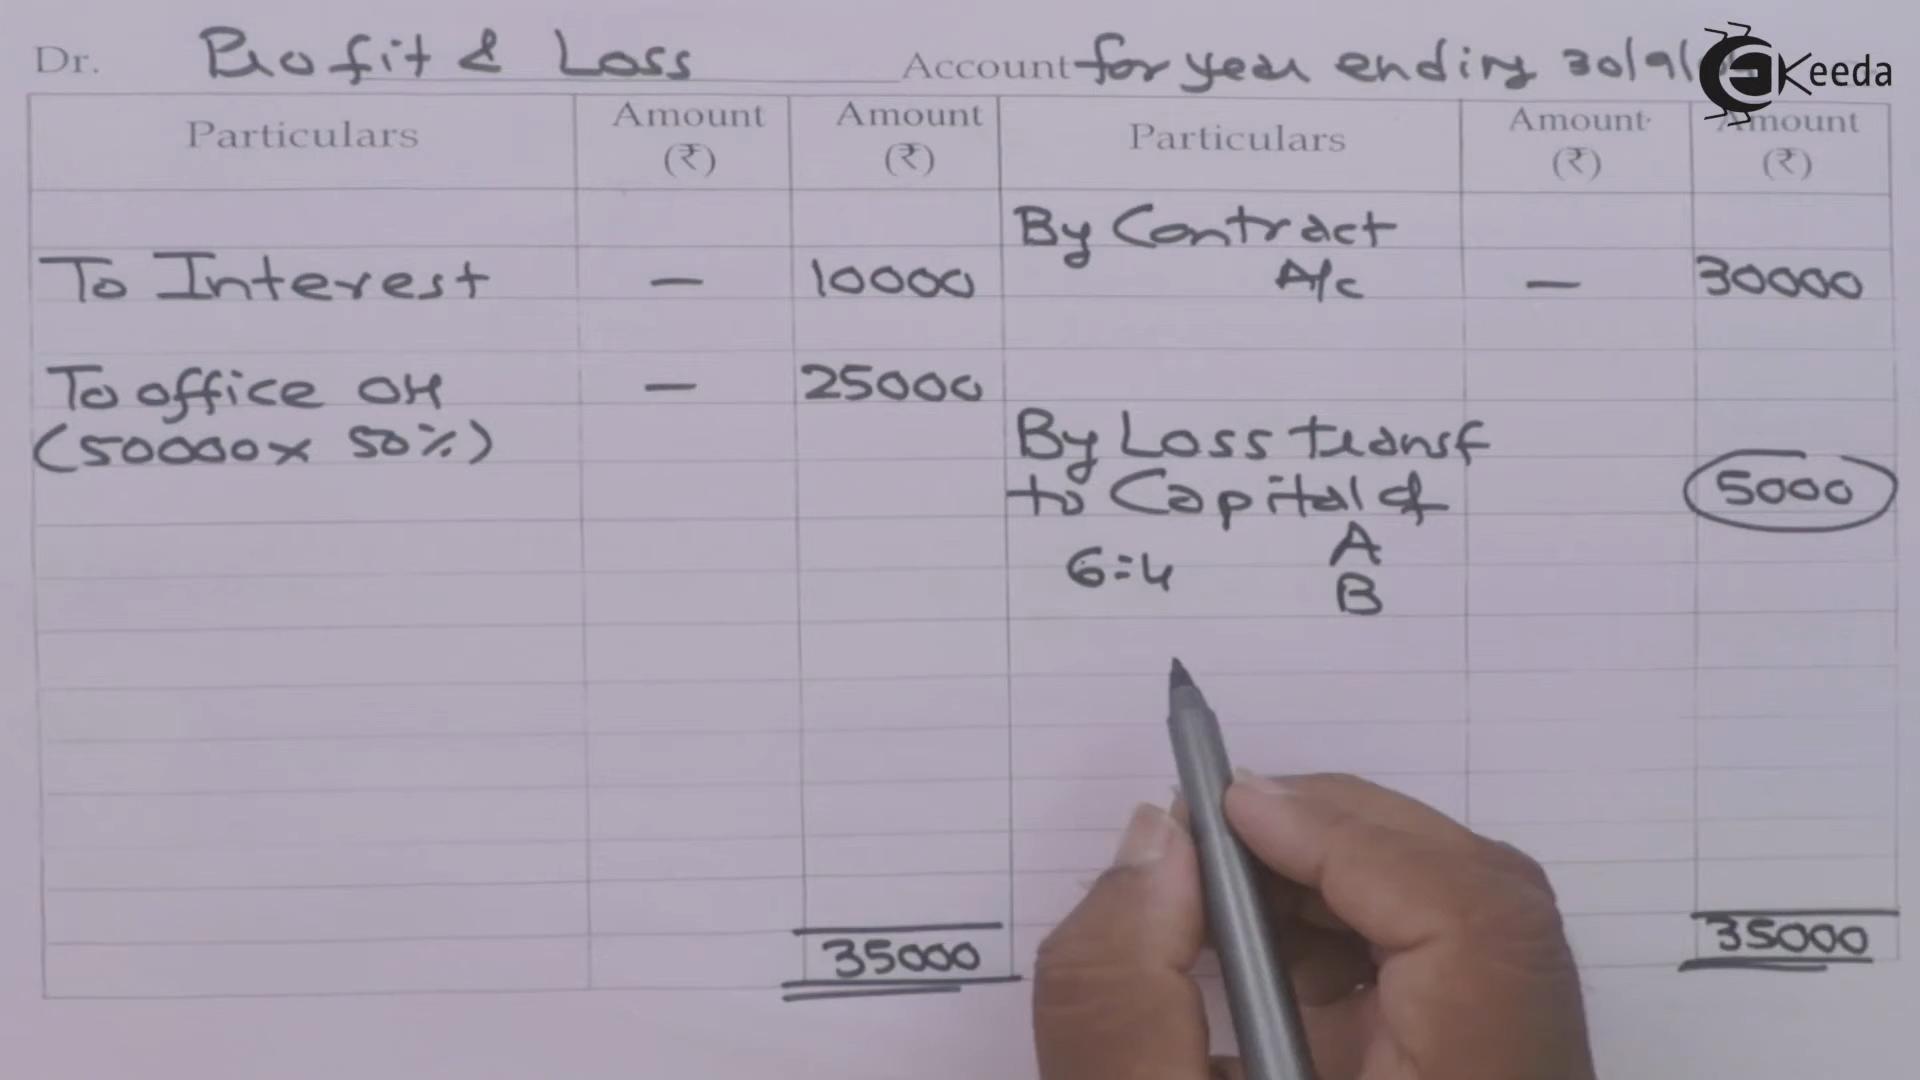 Dr. Profit & Loss Account for year ending 30/9/
Keeda
Particulars Amount (₹) Amount (₹) Particulars Amount (₹) Amount (₹)
By Contract
To Interest — 10000 A/c — 30000
To office OH — 25000
(50000 x 50%) By Loss transf
to Capital of 5000
6:4 A
B
35000 35000